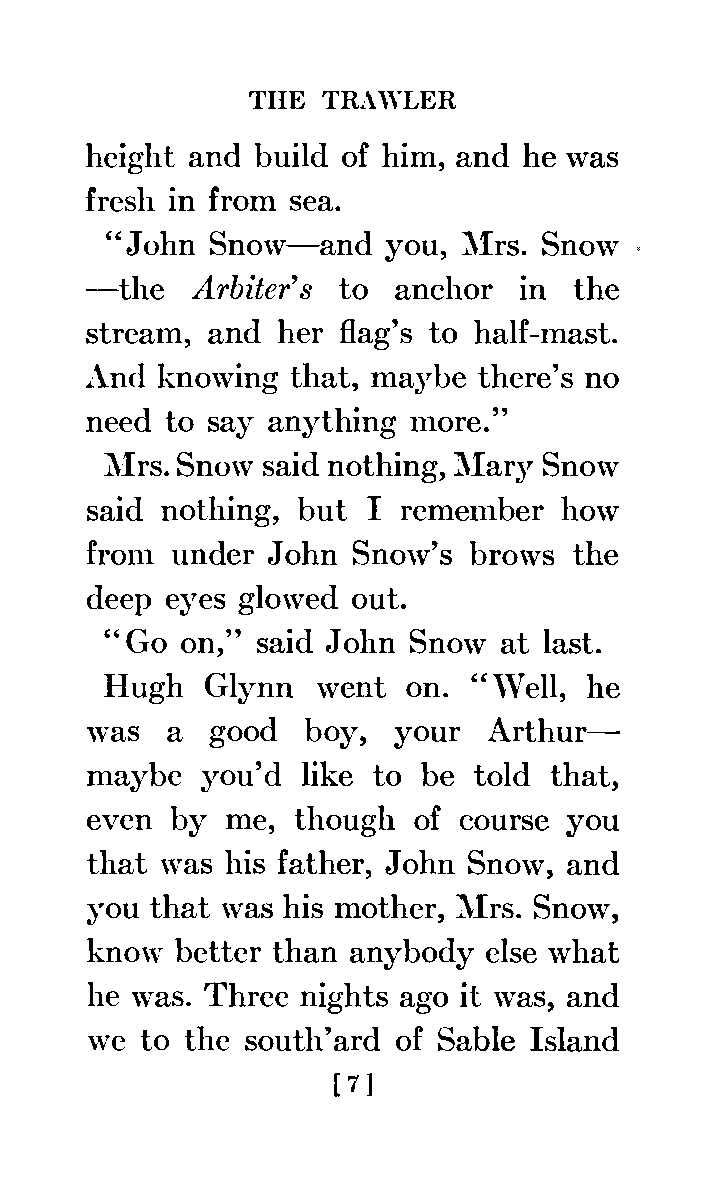 THE TRAWLER
height and build of him, and he was
fresh in from sea.
“John Snow—and you, Mrs. Snow
—the Arbiter’s to anchor in the
stream, and her flag’s to half-mast.
And knowing that, maybe there’s no
need to say anything more.”
Mrs. Snow said nothing, Mary Snow
said nothing, but I remember how
from under John Snow’s brows the
deep eyes glowed out.
“Go on,” said John Snow at last.
Hugh Glynn went on. “Well, he
was a good boy, your Arthur—
maybe you’d like to be told that,
even by me, though of course you
that was his father, John Snow, and
you that was his mother, Mrs. Snow,
know better than anybody else what
he was. Three nights ago it was, and
we to the south’ard of Sable Island
[7]